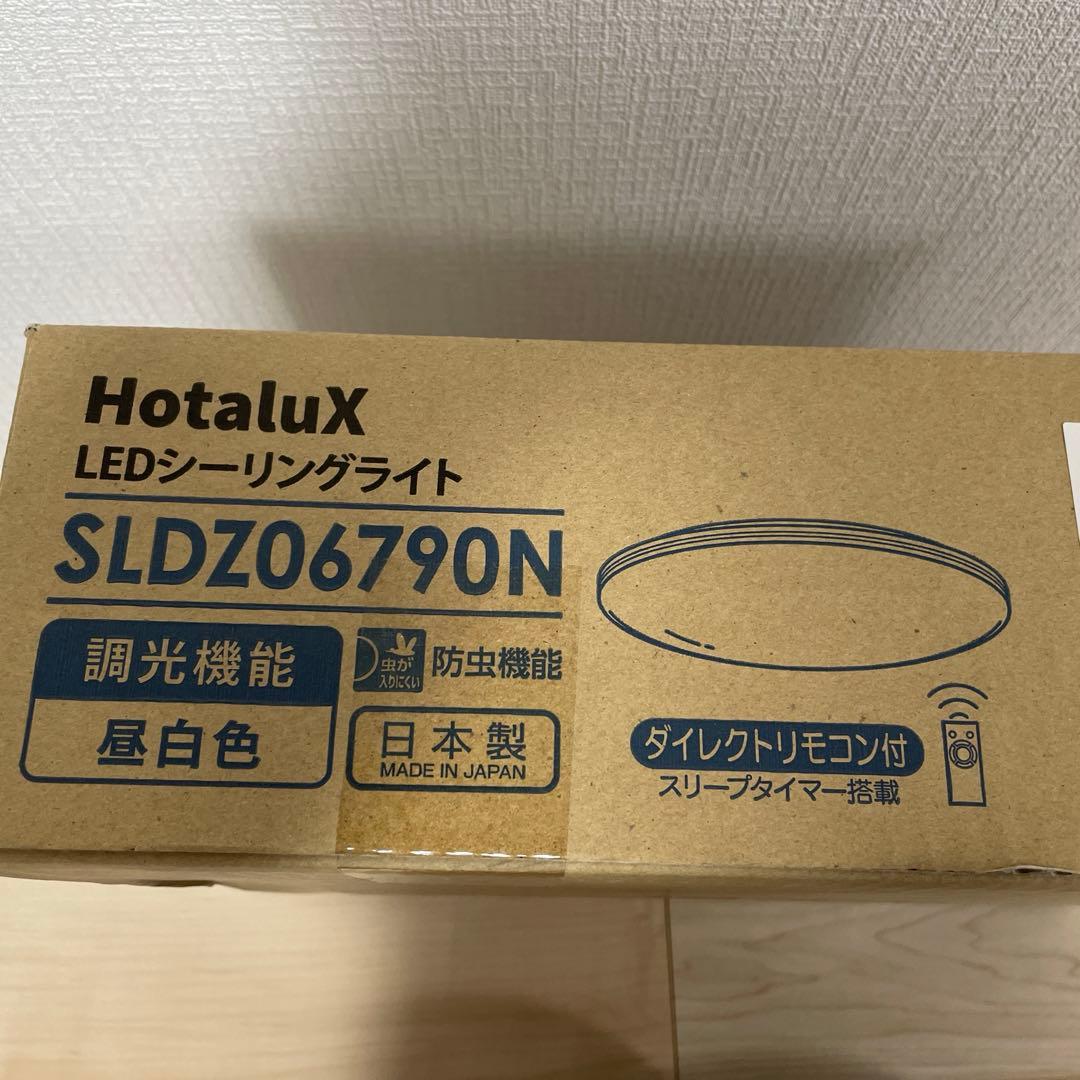 HotaluX
LEDシーリングライト
SLDZ06790N
調光機能
昼白色
虫が
入りにくい
防虫機能
日本製
MADE IN JAPAN
ダイレクトリモコン付
スリープタイマー搭載